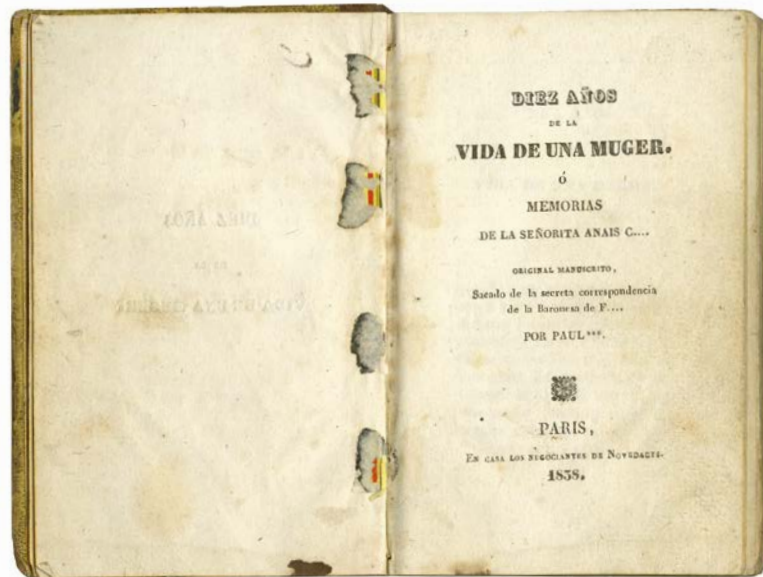 DIEZ AÑOS
DE LA
VIDA DE UNA MUGER.
ó
MEMORIAS
DE LA SEÑORITA ANAIS C....
ORIGINAL MANUSCRITO,
Sacado de la secreta correspondencia
de la Baronesa de F....
POR PAUL***.
PARIS,
EN CASA LOS NEGOCIANTES DE NOVEDADES.
1838.